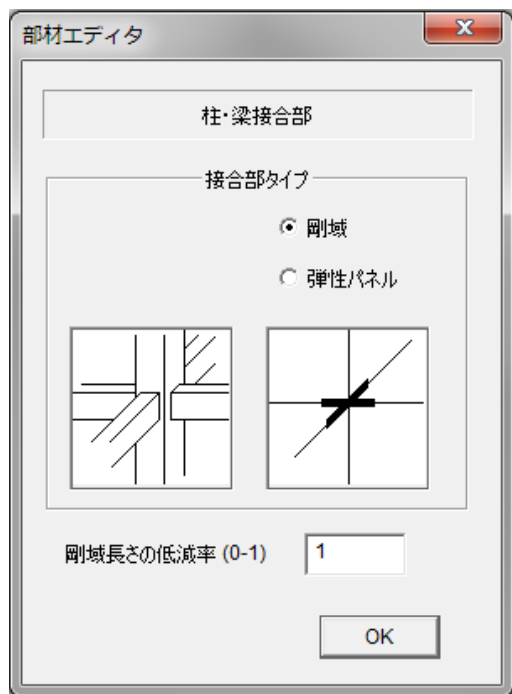 部材エディタ
柱・梁接合部
接合部タイプ
剛域
弾性パネル
剛域長さの低減率 (0-1) 1
OK